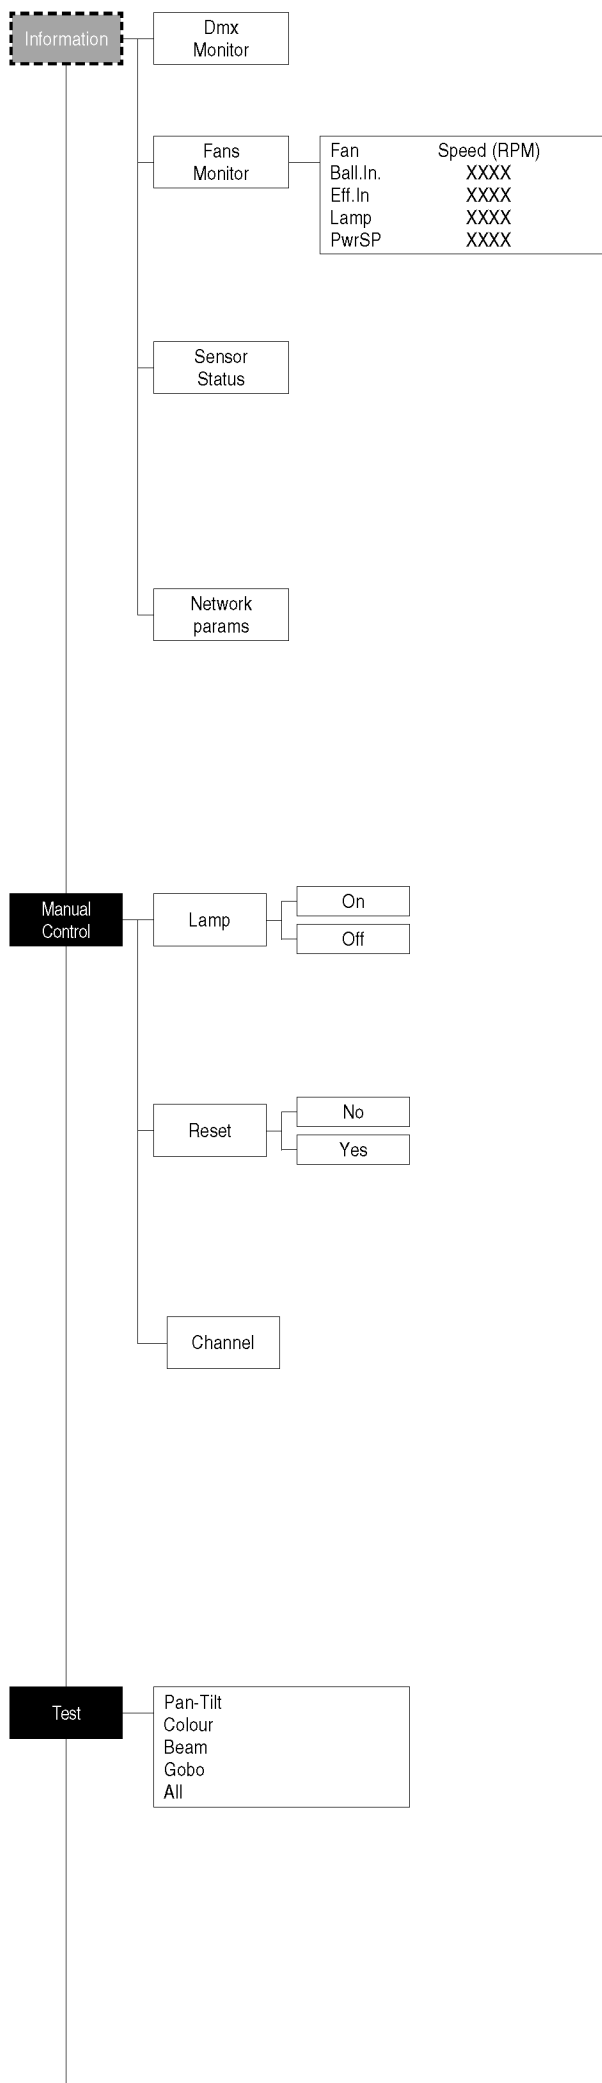 Information
Dmx
Monitor
Fans
Monitor
Fan Speed (RPM)
Ball.In. XXXX
Eff.In XXXX
Lamp XXXX
PwrSP XXXX
Sensor
Status
Network
params
Manual
Control
Lamp
On
Off
Reset
No
Yes
Channel
Test
Pan-Tilt
Colour
Beam
Gobo
All